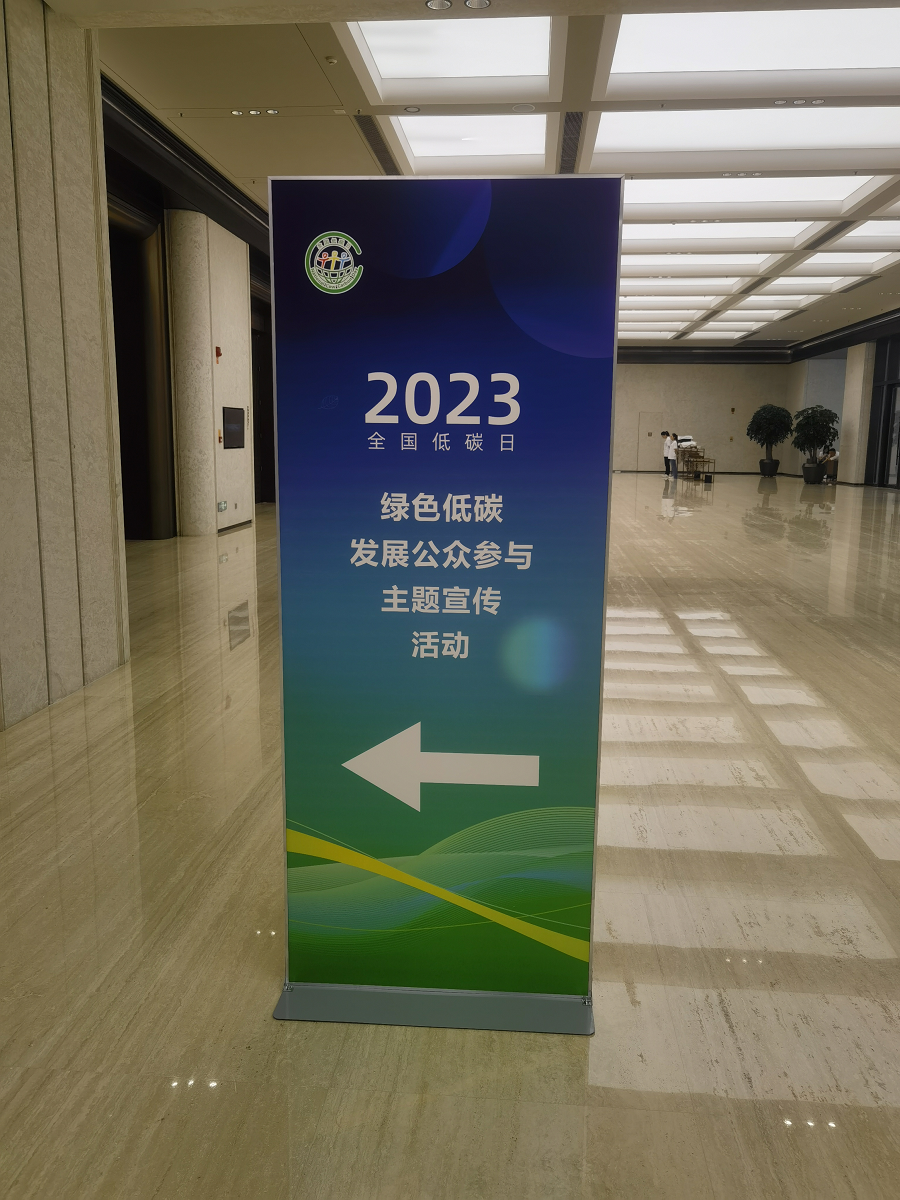 2023
全国低碳日
绿色低碳
发展公众参与
主题宣传
活动